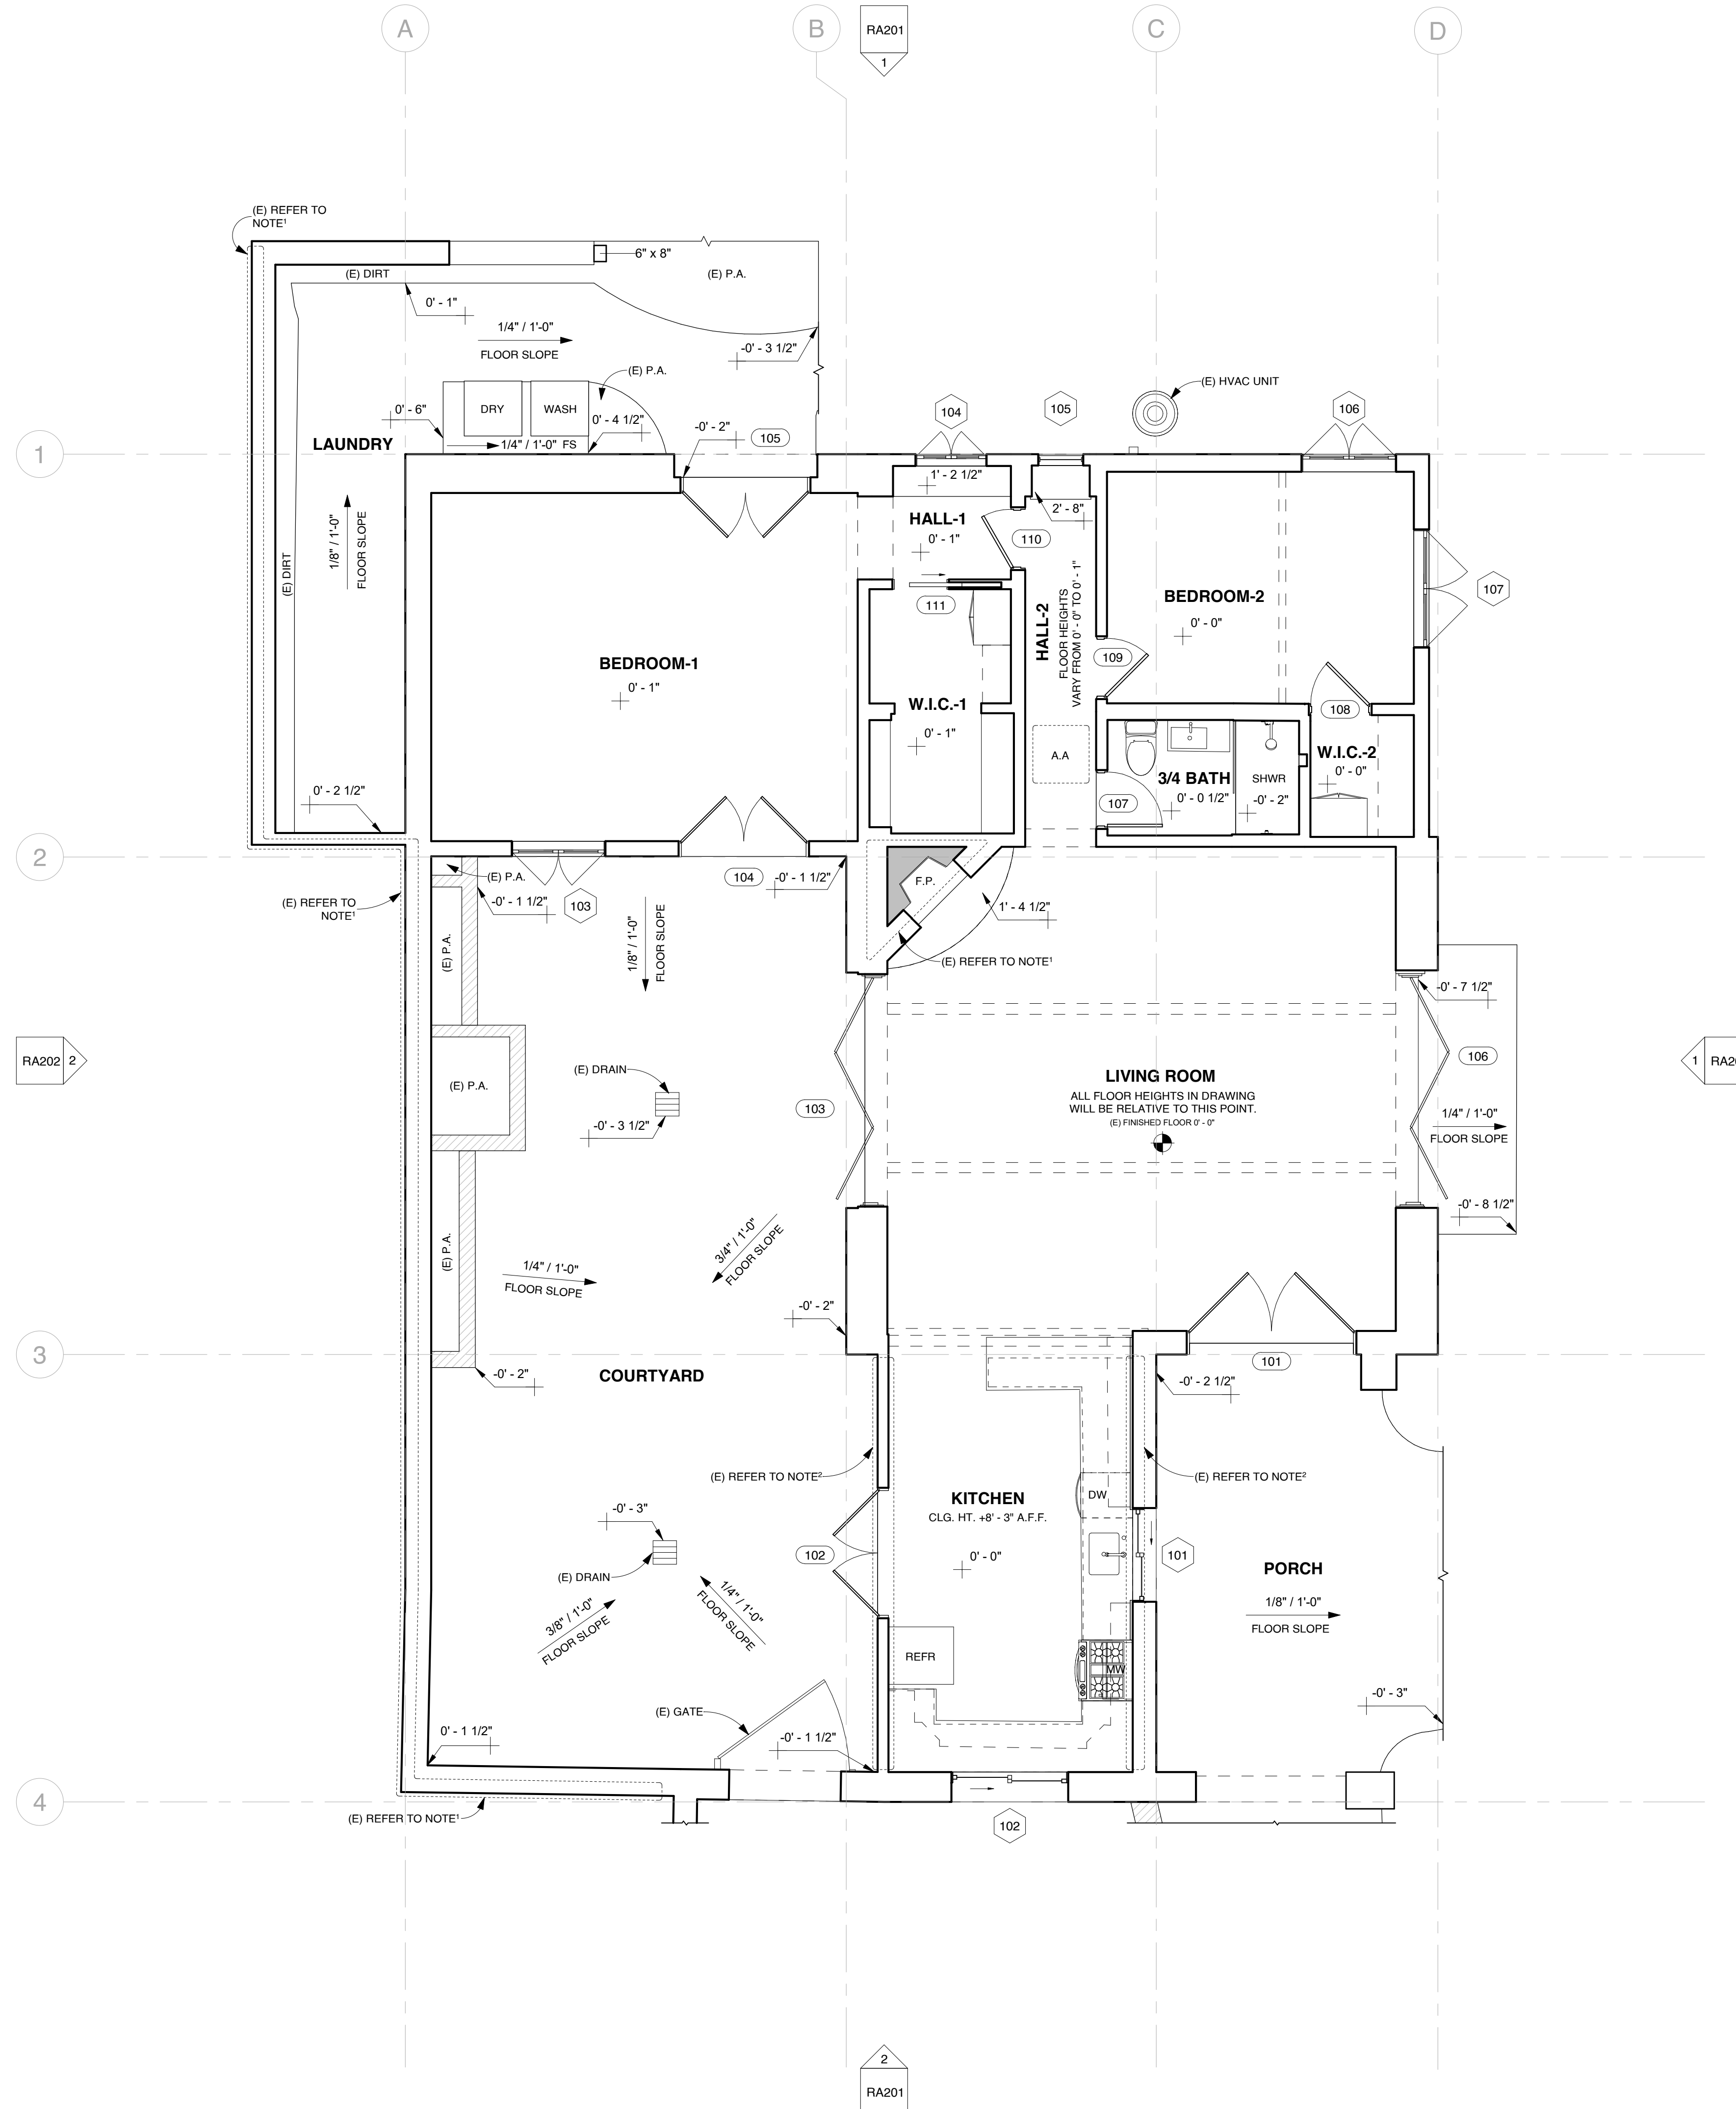 A
B
C
D
RA201
1
(E) REFER TO
NOTE¹
6" x 8"
(E) DIRT
(E) P.A.
0' - 1"
1/4" / 1'-0"
FLOOR SLOPE
-0' - 3 1/2"
(E) P.A.
(E) HVAC UNIT
DRY
WASH
0' - 6"
0' - 4 1/2"
1/4" / 1'-0" FS
LAUNDRY
-0' - 2"
105
104
105
106
1
1' - 2 1/2"
2' - 8"
HALL-1
0' - 1"
110
1/8" / 1'-0"
FLOOR SLOPE
(E) DIRT
111
HALL-2
FLOOR HEIGHTS
VARY FROM 0' - 0" TO 0' - 1"
BEDROOM-2
0' - 0"
107
109
BEDROOM-1
0' - 1"
W.I.C.-1
0' - 1"
108
A.A
3/4 BATH
0' - 0 1/2"
SHWR
-0' - 2"
W.I.C.-2
0' - 0"
107
0' - 2 1/2"
2
(E) P.A.
-0' - 1 1/2"
103
104
-0' - 1 1/2"
F.P.
1' - 4 1/2"
(E) REFER TO
NOTE¹
(E) P.A.
1/8" / 1'-0"
FLOOR SLOPE
(E) REFER TO NOTE¹
-0' - 7 1/2"
RA202
2
(E) DRAIN
(E) P.A.
-0' - 3 1/2"
103
LIVING ROOM
ALL FLOOR HEIGHTS IN DRAWING
WILL BE RELATIVE TO THIS POINT.
(E) FINISHED FLOOR 0' - 0"
106
1
1/4" / 1'-0"
FLOOR SLOPE
-0' - 8 1/2"
(E) P.A.
1/4" / 1'-0"
FLOOR SLOPE
3/4" / 1'-0"
FLOOR SLOPE
-0' - 2"
3
COURTYARD
-0' - 2"
101
-0' - 2 1/2"
(E) REFER TO NOTE²
(E) REFER TO NOTE²
KITCHEN
CLG. HT. +8' - 3" A.F.F.
0' - 0"
DW
-0' - 3"
(E) DRAIN
102
101
PORCH
1/8" / 1'-0"
FLOOR SLOPE
3/8" / 1'-0"
FLOOR SLOPE
1/4" / 1'-0"
FLOOR SLOPE
REFR
MW
-0' - 3"
(E) GATE
0' - 1 1/2"
-0' - 1 1/2"
4
(E) REFER TO NOTE¹
102
2
RA201